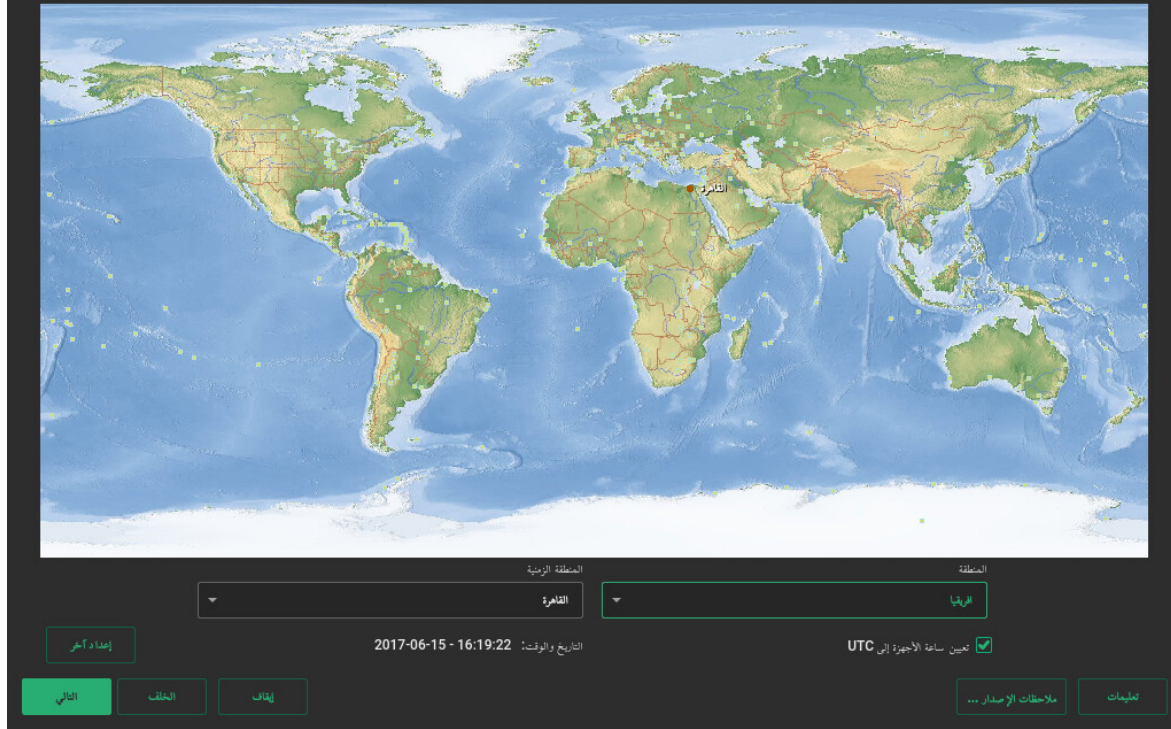 القاهرة
المنطقة
المنطقة الزمنية
افريقيا
القاهرة
تعيين ساعة الأجهزة إلى UTC
التاريخ والوقت: 2017-06-15 - 16:19:22
إعداد آخر
تعليمات
ملاحظات الإصدار ...
إيقاف
الخلف
التالي